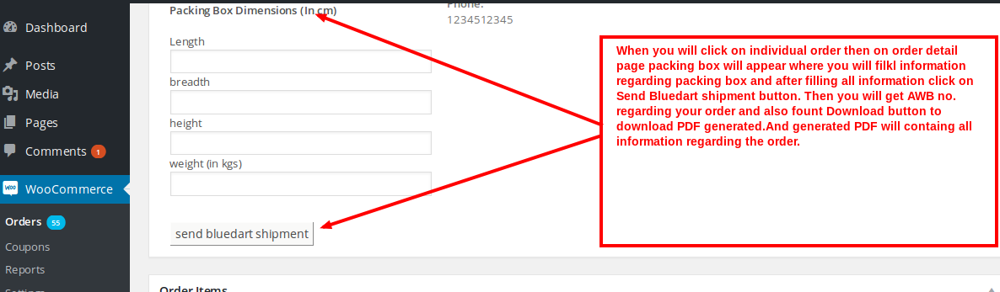 Dashboard
Posts
Media
Pages
Comments 1
WOO WooCommerce
Orders 55
Coupons
Reports
Settings
Packing Box Dimensions (In cm)
Phone:
1234512345
Length
breadth
height
weight (in kgs)
send bluedart shipment
Order Items
When you will click on individual order then on order detail
page packing box will appear where you will filkl information
regarding packing box and after filling all information click on
Send Bluedart shipment button. Then you will get AWB no.
regarding your order and also fount Download button to
download PDF generated.And generated PDF will containg all
information regarding the order.